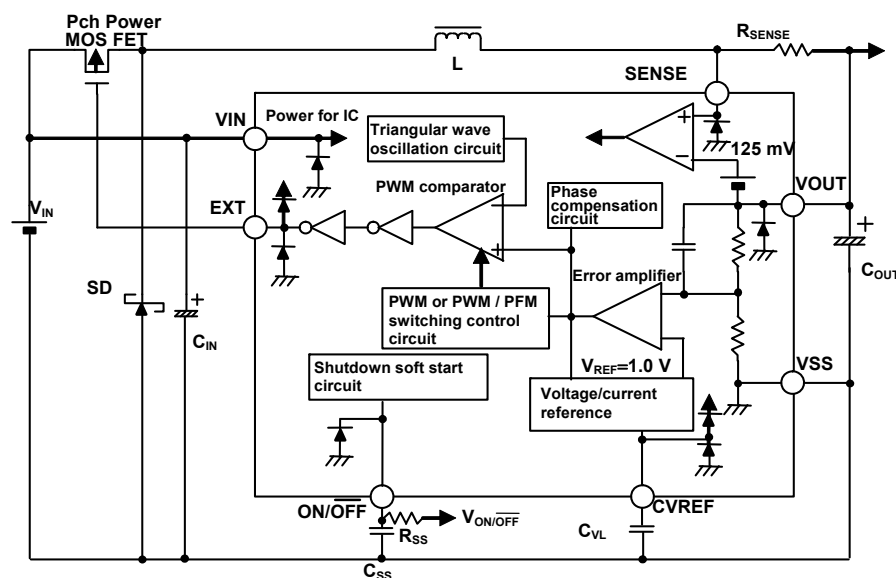 Pch Power
MOS FET
L
RSENSE
SENSE
VIN
Power for IC
Triangular wave
oscillation circuit
+
−
125 mV
VOUT
VIN
EXT
PWM comparator
Phase
compensation
circuit
+
+
COUT
SD
+
CIN
Error amplifier
PWM or PWM / PFM
switching control
circuit
VREF=1.0 V
VSS
Shutdown soft start
circuit
Voltage/current
reference
ON/OFF
RSS
VON/OFF
CVL
CVREF
CSS